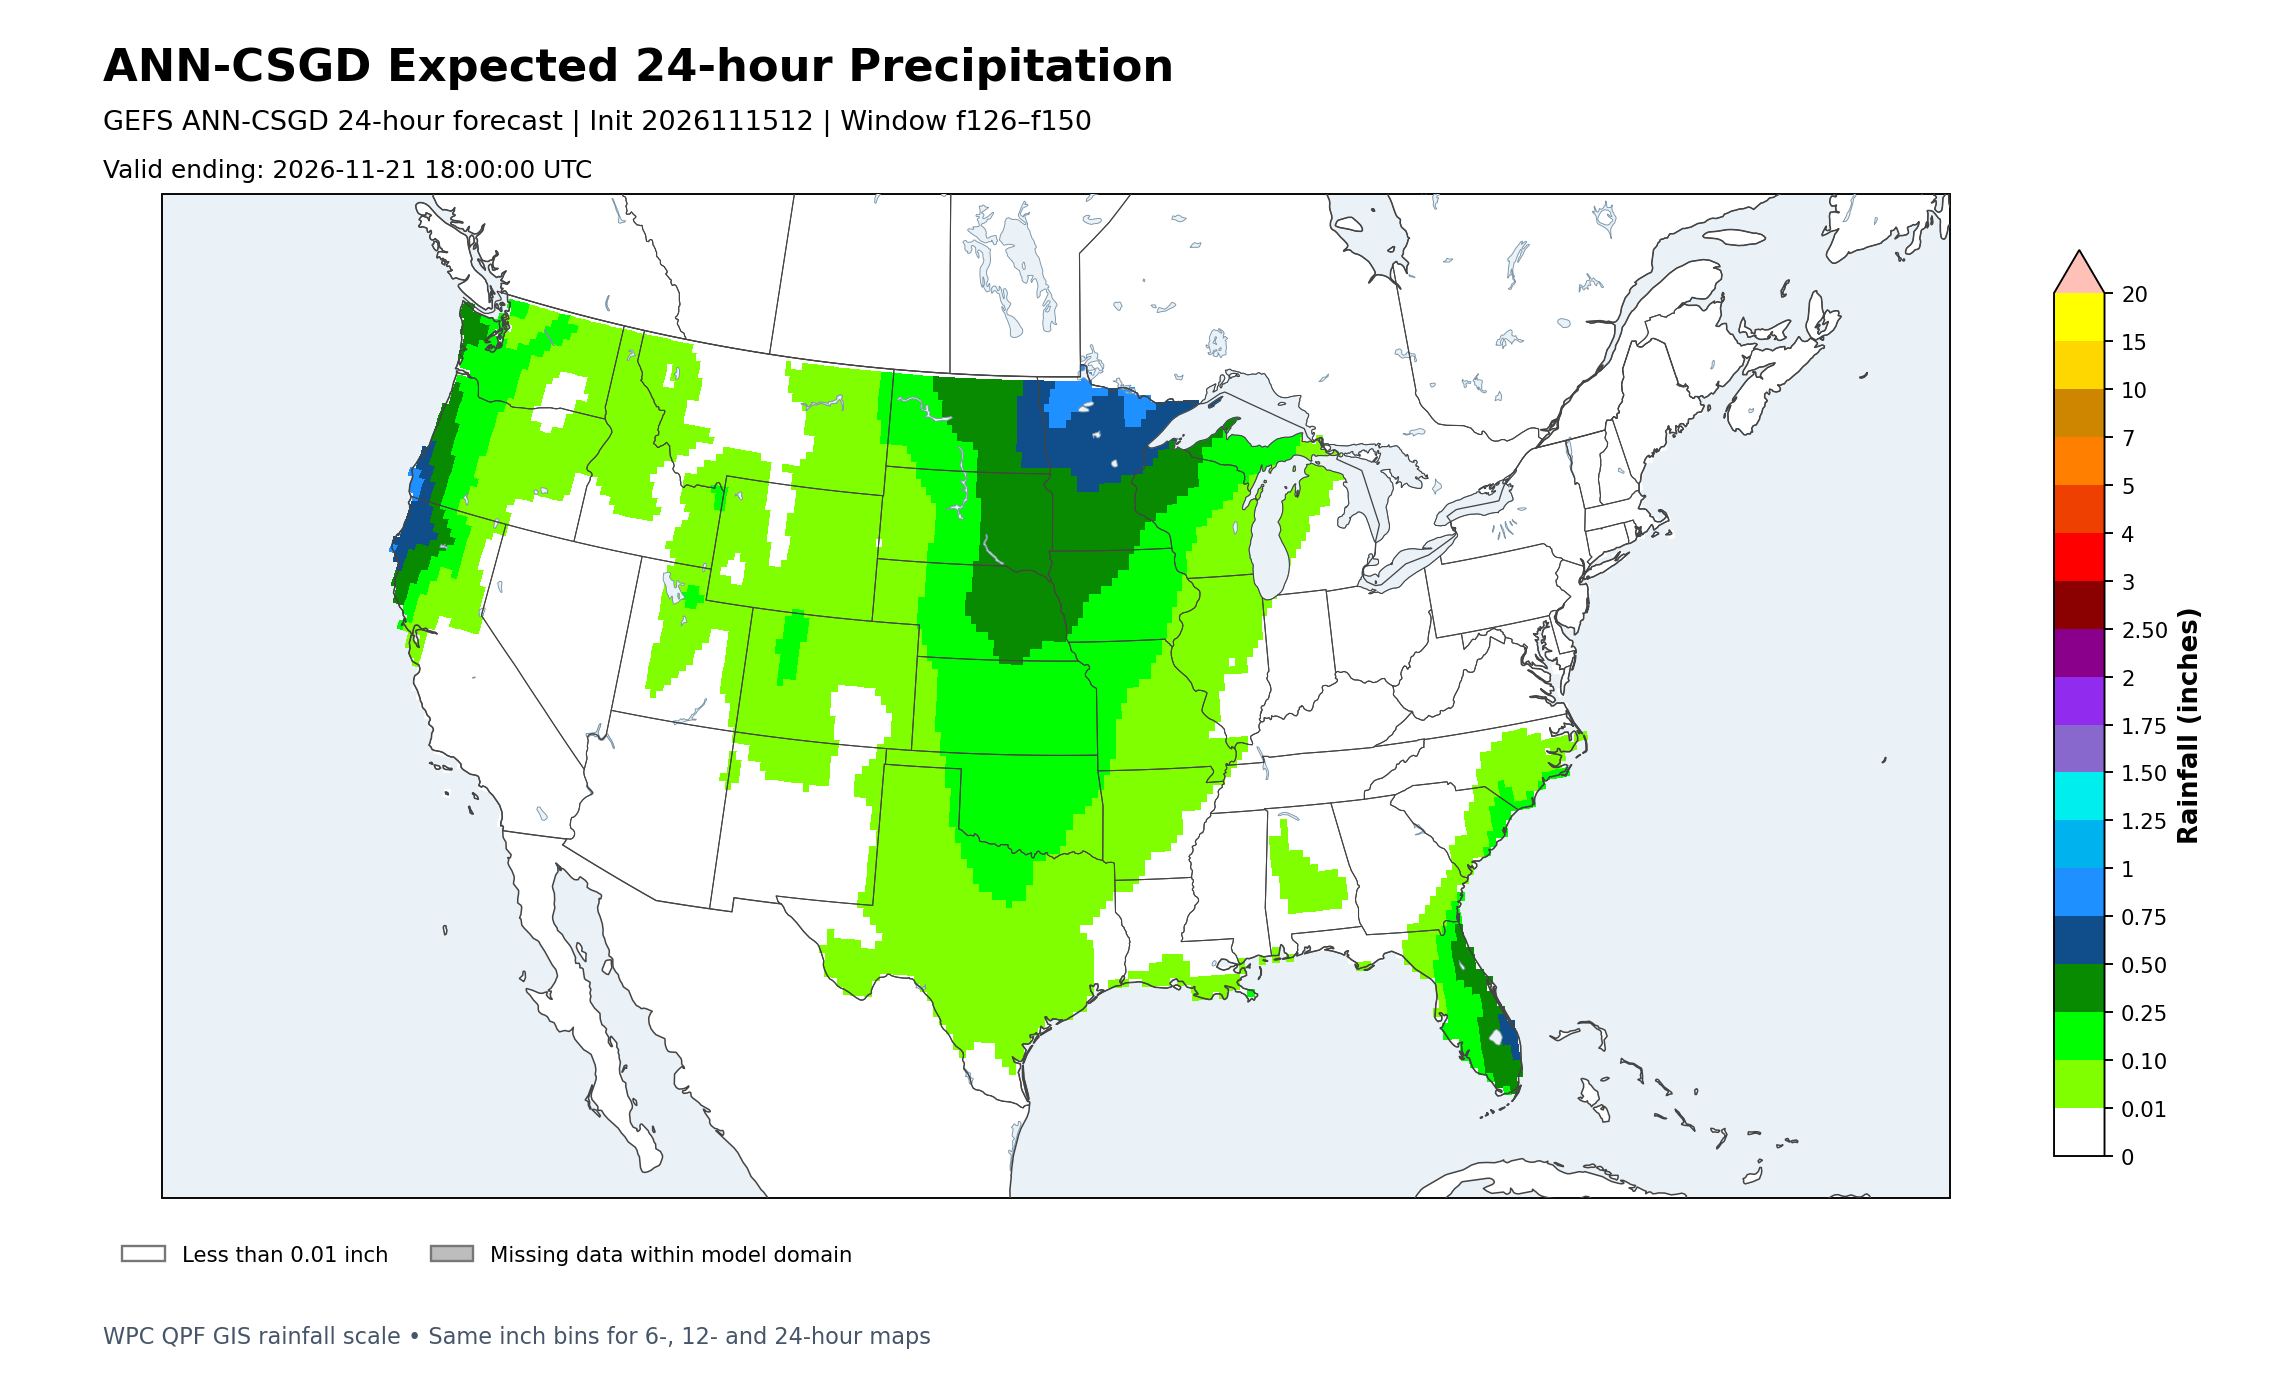 ANN-CSGD Expected 24-hour Precipitation
GEFS ANN-CSGD 24-hour forecast | Init 2026111512 | Window f126–f150
Valid ending: 2026-11-21 18:00:00 UTC
20
15
10
7
5
4
3
2.50
2
1.75
1.50
1.25
1
0.75
0.50
0.25
0.10
0.01
0
Rainfall (inches)
Less than 0.01 inch
Missing data within model domain
WPC QPF GIS rainfall scale • Same inch bins for 6-, 12- and 24-hour maps